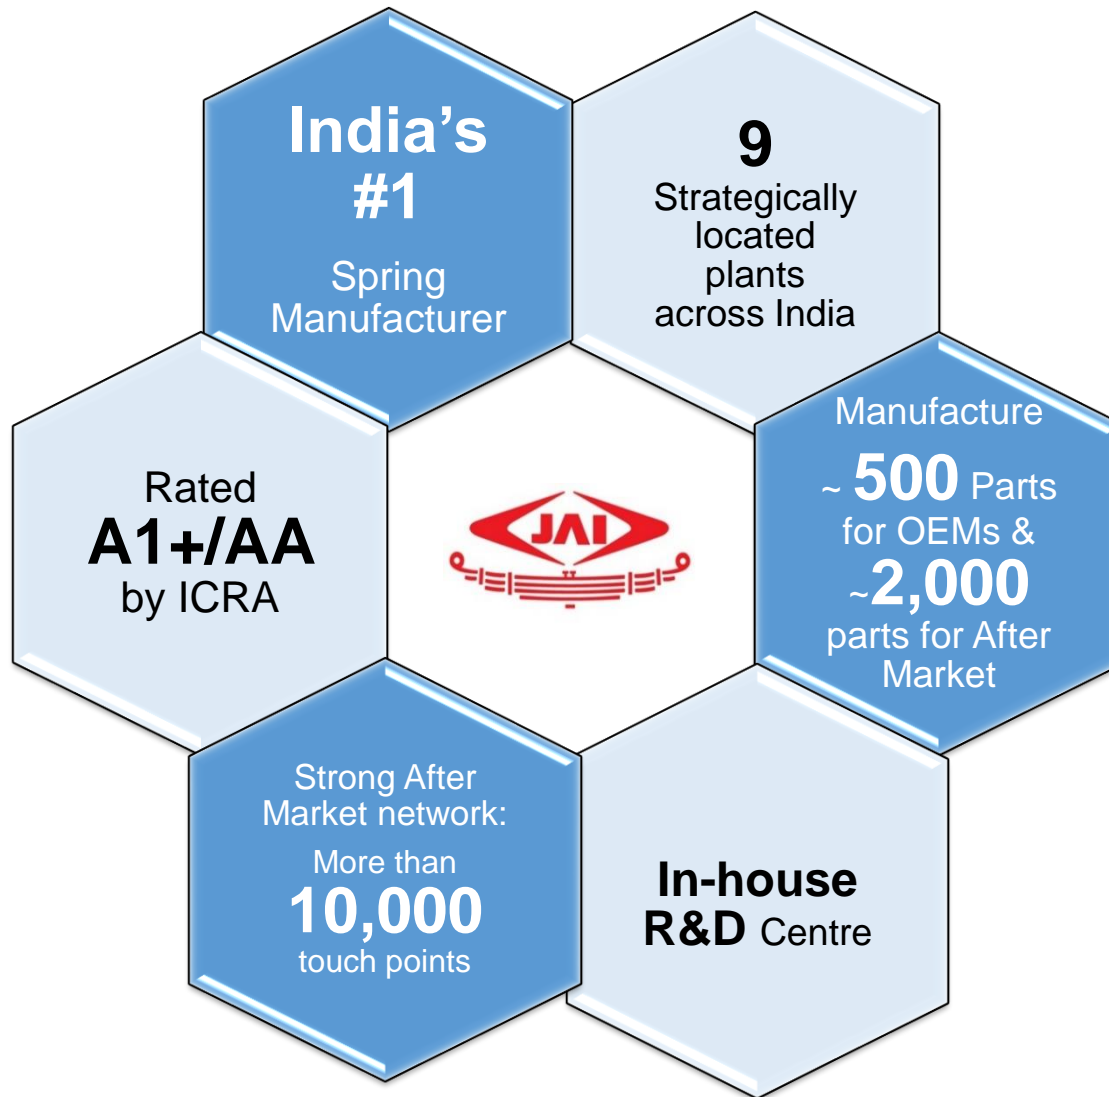 India’s
#1
Spring
Manufacturer
9
Strategically
located
plants
across India
Rated
A1+/AA
by ICRA
JAI
Manufacture
~ 500 Parts
for OEMs &
~2,000
parts for After
Market
Strong After
Market network:
More than
10,000
touch points
In-house
R&D Centre